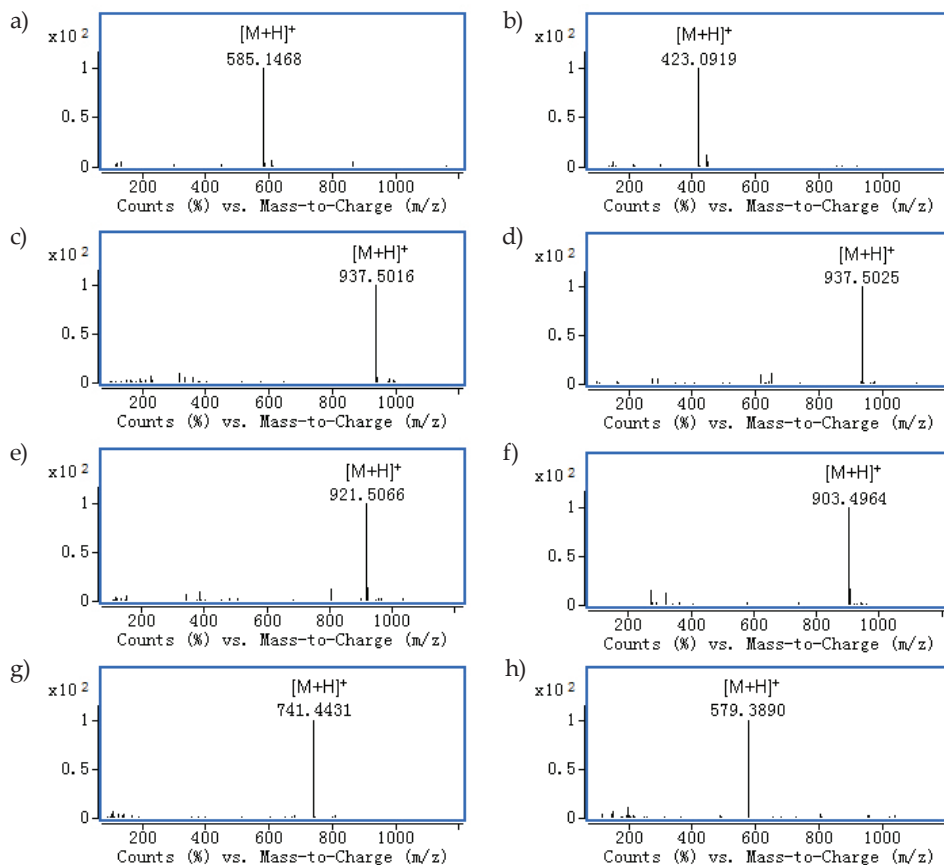 a)
x10 2
[M+H]+
585.1468
1
0.5
0
200 400 600 800 1000
Counts (%) vs. Mass-to-Charge (m/z)
b)
x10 2
[M+H]+
423.0919
1
0.5
0
200 400 600 800 1000
Counts (%) vs. Mass-to-Charge (m/z)
c)
x10 2
[M+H]+
937.5016
1
0.5
0
200 400 600 800 1000
Counts (%) vs. Mass-to-Charge (m/z)
d)
x10 2
[M+H]+
937.5025
1
0.5
0
200 400 600 800 1000
Counts (%) vs. Mass-to-Charge (m/z)
e)
x10 2
[M+H]+
921.5066
1
0.5
0
200 400 600 800 1000
Counts (%) vs. Mass-to-Charge (m/z)
f)
x10 2
[M+H]+
903.4964
1
0.5
0
200 400 600 800 1000
Counts (%) vs. Mass-to-Charge (m/z)
g)
x10 2
[M+H]+
741.4431
1
0.5
0
200 400 600 800 1000
Counts (%) vs. Mass-to-Charge (m/z)
h)
x10 2
[M+H]+
579.3890
1
0.5
0
200 400 600 800 1000
Counts (%) vs. Mass-to-Charge (m/z)